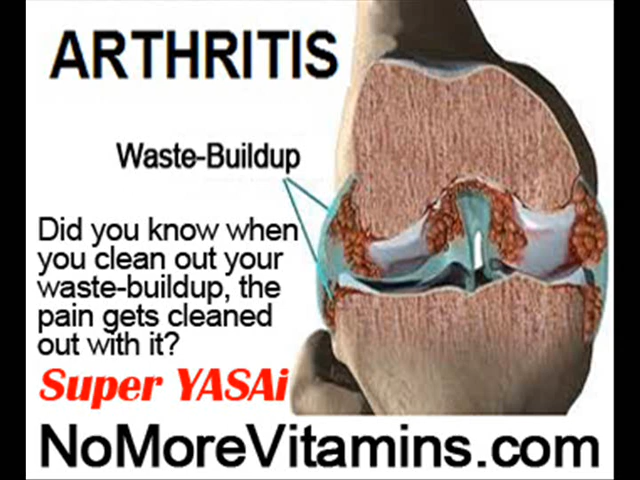 ARTHRITIS
Waste-Buildup
Did you know when
you clean out your
waste-buildup, the
pain gets cleaned
out with it?
Super YASAi
NoMoreVitamins.com